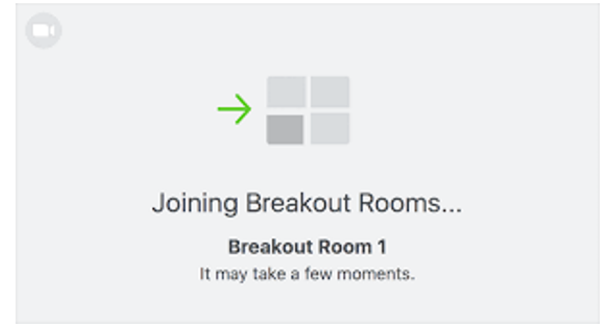 Joining Breakout Rooms...
Breakout Room 1
It may take a few moments.